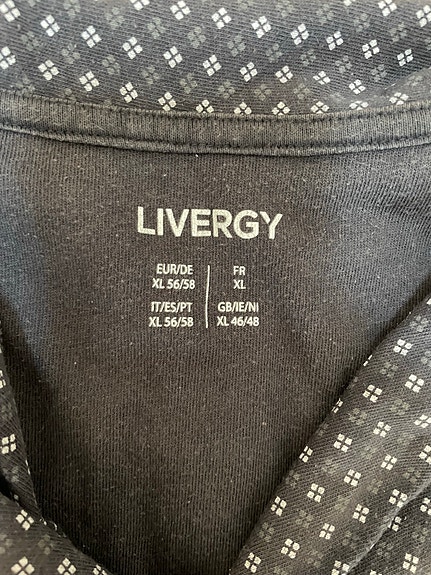 LIVERGY
EUR/DE
XL 56/58
FR
XL
IT/ES/PT
XL 56/58
GB/IE/NI
XL 46/48